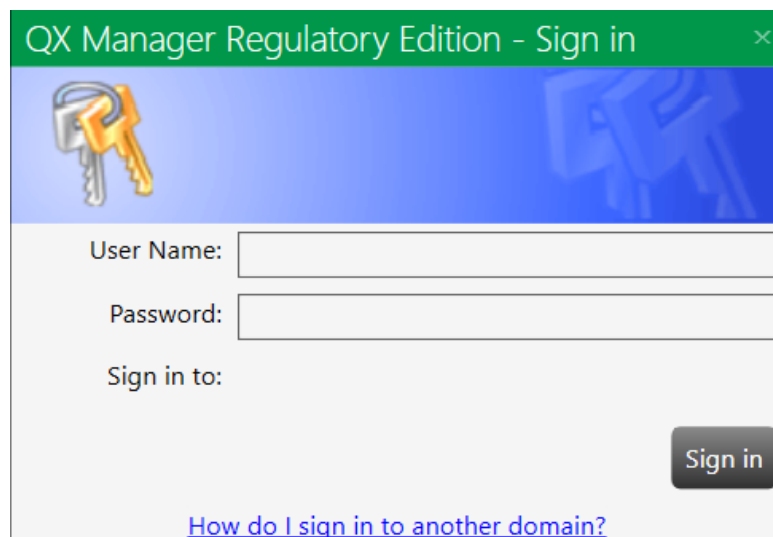 QX Manager Regulatory Edition - Sign in
User Name:
Password:
Sign in to:
Sign in
How do I sign in to another domain?